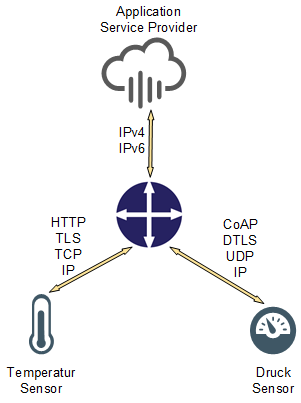 Application
Service Provider
IPv4
IPv6
HTTP
TLS
TCP
IP
CoAP
DTLS
UDP
IP
Temperatur
Sensor
Druck
Sensor